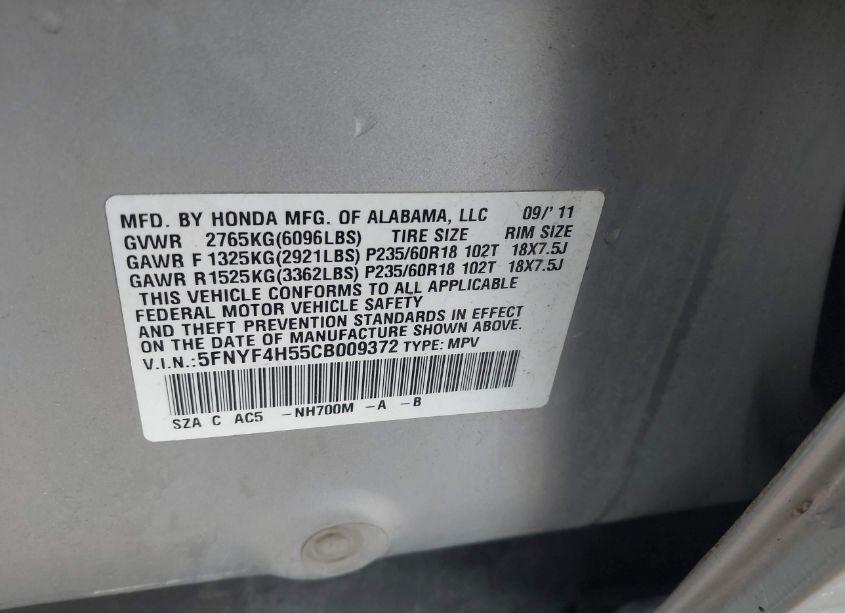 MFD. BY HONDA MFG. OF ALABAMA, LLC 09/' 11
GVWR 2765KG(6096LBS) TIRE SIZE RIM SIZE
GAWR F 1325KG(2921LBS) P235/60R18 102T 18X7.5J
GAWR R1525KG(3362LBS) P235/60R18 102T 18X7.5J
THIS VEHICLE CONFORMS TO ALL APPLICABLE
FEDERAL MOTOR VEHICLE SAFETY
AND THEFT PREVENTION STANDARDS IN EFFECT
ON THE DATE OF MANUFACTURE SHOWN ABOVE.
V.I.N.:5FNYF4H55CB009372 TYPE: MPV
SZA C AC5 -NH700M -A -B